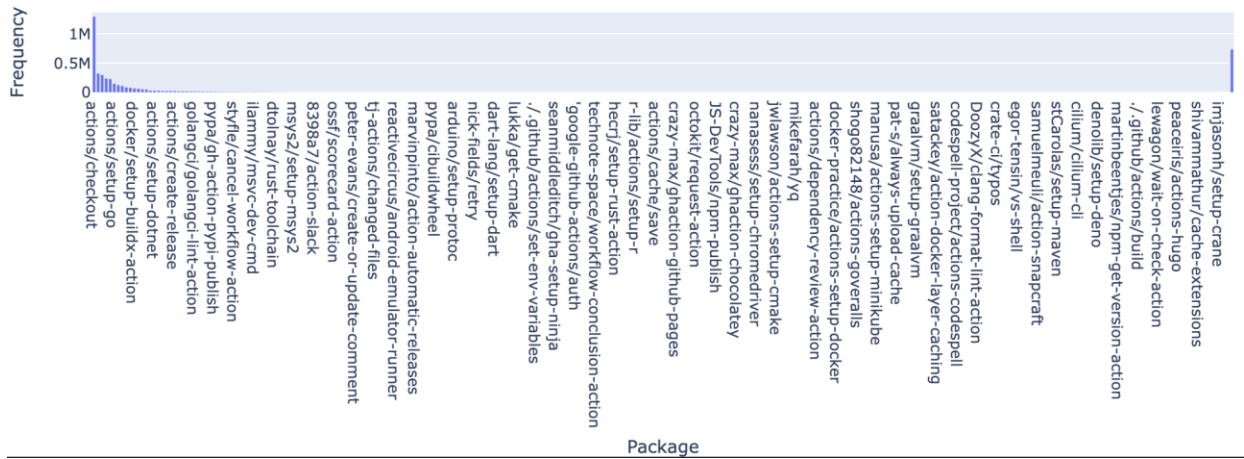 Frequency
1M
0.5M
0
actions/checkout
actions/setup-go
docker/setup-buildx-action
actions/setup-dotnet
actions/create-release
golangci/golangci-lint-action
pypa/gh-action-pypi-publish
styfle/cancel-workflow-action
ilammy/msvc-dev-cmd
dtolnay/rust-toolchain
msys2/setup-msys2
8398a7/action-slack
ossf/scorecard-action
peter-evans/create-or-update-comment
tj-actions/changed-files
reactivecircus/android-emulator-runner
marvinpinto/action-automatic-releases
pypa/cibuildwheel
arduino/setup-protoc
nick-fields/retry
dart-lang/setup-dart
lukka/get-cmake
./.github/actions/set-env-variables
seanmiddleditch/gha-setup-ninja
'google-github-actions/auth
technote-space/workflow-conclusion-action
hecrj/setup-rust-action
r-lib/actions/setup-r
actions/cache/save
crazy-max/ghaction-github-pages
octokit/request-action
JS-DevTools/npm-publish
crazy-max/ghaction-chocolatey
nanasess/setup-chromedriver
jwlawson/actions-setup-cmake
mikefarah/yq
actions/dependency-review-action
docker-practice/actions-setup-docker
shogo82148/actions-goveralls
manusa/actions-setup-minikube
pat-s/always-upload-cache
graalvm/setup-graalvm
satackey/action-docker-layer-caching
codespell-project/actions-codespell
DoozyX/clang-format-lint-action
crate-ci/typos
egor-tensin/vs-shell
samuelmeuli/action-snapcraft
stCarolas/setup-maven
cilium/cilium-cli
denolib/setup-deno
martinbeentjes/npm-get-version-action
./.github/actions/build
lewagon/wait-on-check-action
peaceiris/actions-hugo
shivammathur/cache-extensions
imjasonh/setup-crane
Package